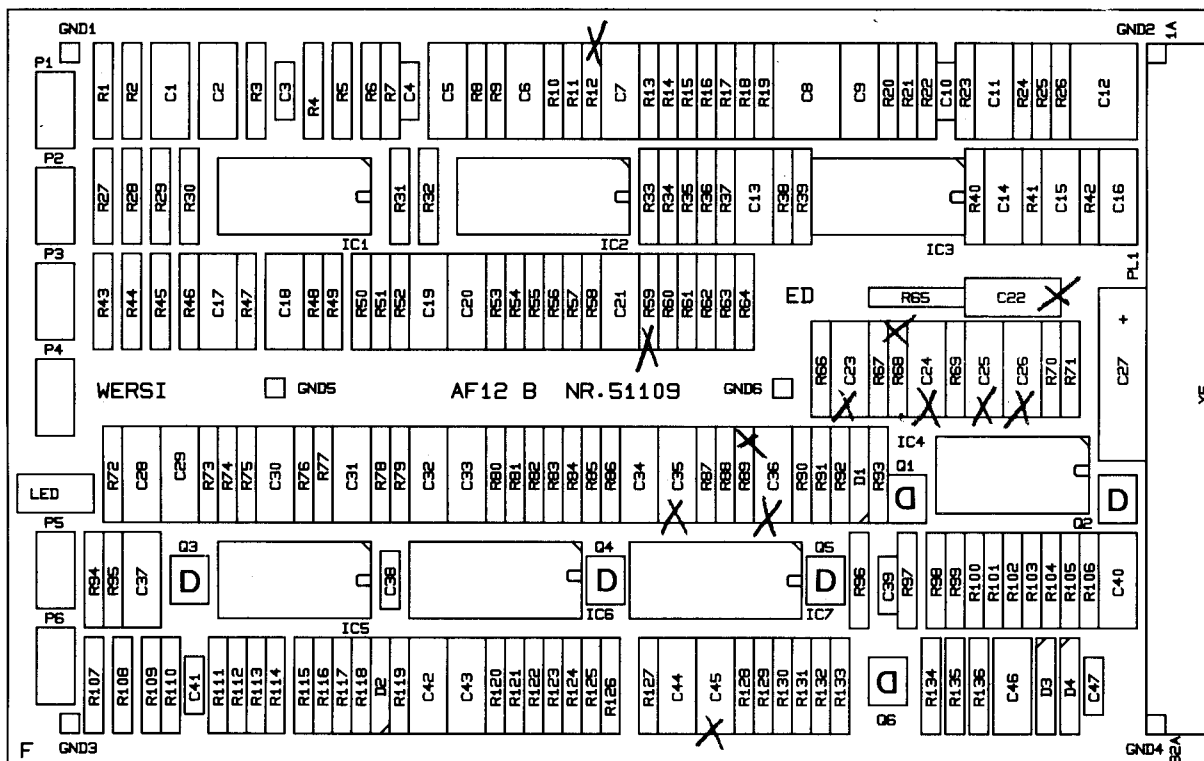 GND1 GND2 1A
P1 R1 R2 C1 C2 R3 C3 R4 R5 R6 R7 C4 C5 R8 R9 C6 R10 R11 R12 C7 R13 R14 R15 R16 R17 R18 R19 C8 C9 R20 R21 R22 C10 R23 C11 R24 R25 R26 C12
P2 R27 R28 R29 R30 IC1 R31 R32 IC2 R33 R34 R35 R36 R37 C13 R38 R39 IC3 R40 C14 R41 C15 R42 C16
P3 R43 R44 R45 R46 C17 R47 C18 R48 R49 R50 R51 R52 C19 C20 R53 R54 R55 R56 R57 R58 C21 R59 R60 R61 R62 R63 R64 ED R65 C22 PL1
P4 R66 C23 R67 R68 C24 R69 C25 C26 R70 R71 C27 +
WERSI GND5 AF12 B NR.51109 GND6
LED R72 C28 C29 R73 R74 R75 C30 R76 R77 C31 R78 R79 C32 C33 R80 R81 R82 R83 R84 R85 R86 C34 C35 R87 R88 R89 C36 R90 R91 R92 D1 R93 Q1 D IC4 Q2 D
P5 R94 R95 C37 Q3 D IC5 C38 Q4 D IC6 Q5 D IC7 R96 C39 R97 R98 R99 R100 R101 R102 R103 R104 R105 R106 C40
P6 R107 R108 R109 R110 C41 R111 R112 R113 R114 R115 R116 R117 R118 D2 R119 C42 C43 R120 R121 R122 R123 R124 R125 R126 R127 C44 C45 R128 R129 R130 R131 R132 R133 D Q6 R134 R135 R136 C46 D3 D4 C47
F GND3 GND4 32A